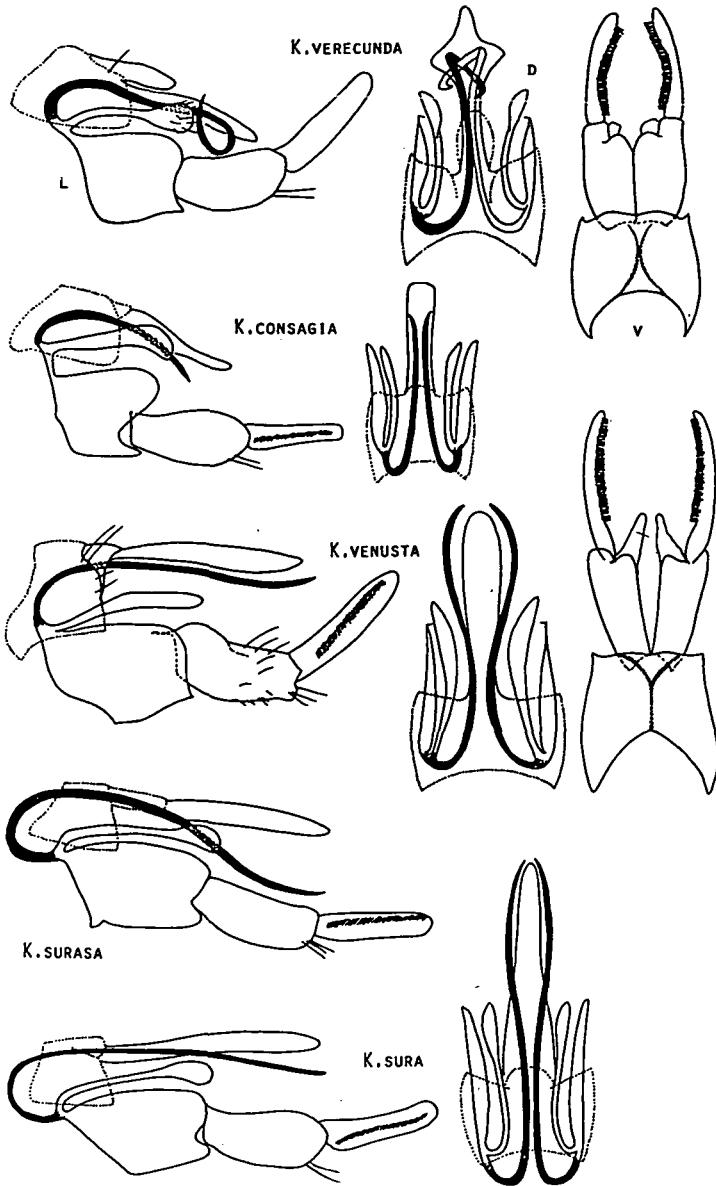 K.VERECUNDA
D
L
V
K.CONSAGIA
K.VENUSTA
K.SURASA
K.SURA